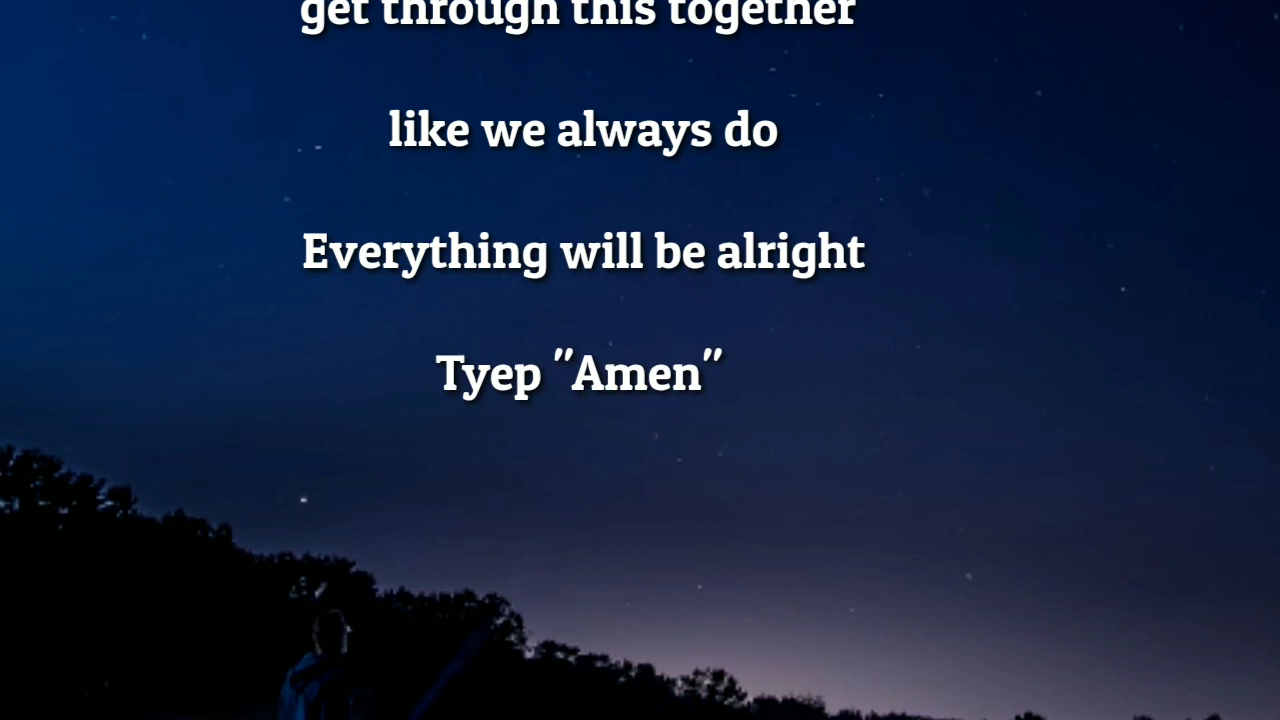 get through this together
like we always do
Everything will be alright
Tyep "Amen"